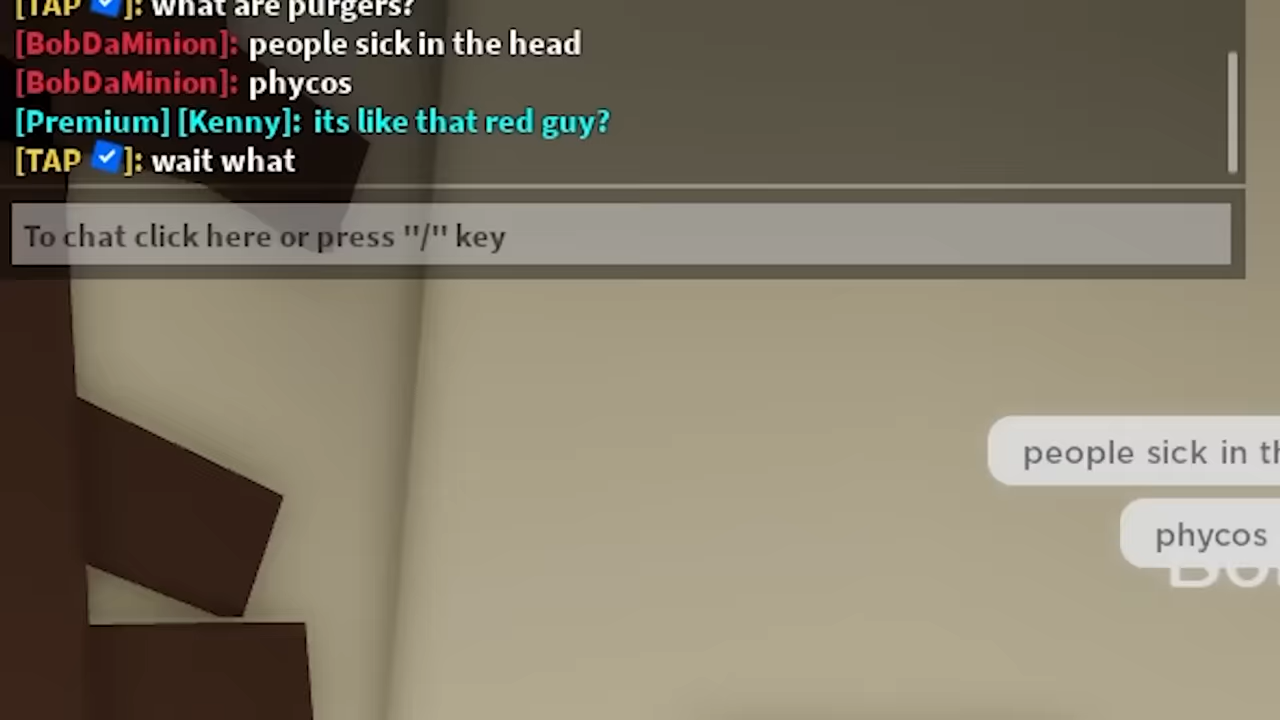 [TAP ☑]: what are purgers?
[BobDaMinion]: people sick in the head
[BobDaMinion]: phycos
[Premium] [Kenny]: its like that red guy?
[TAP ☑]: wait what
To chat click here or press "/" key
people sick in th
phycos
Bo